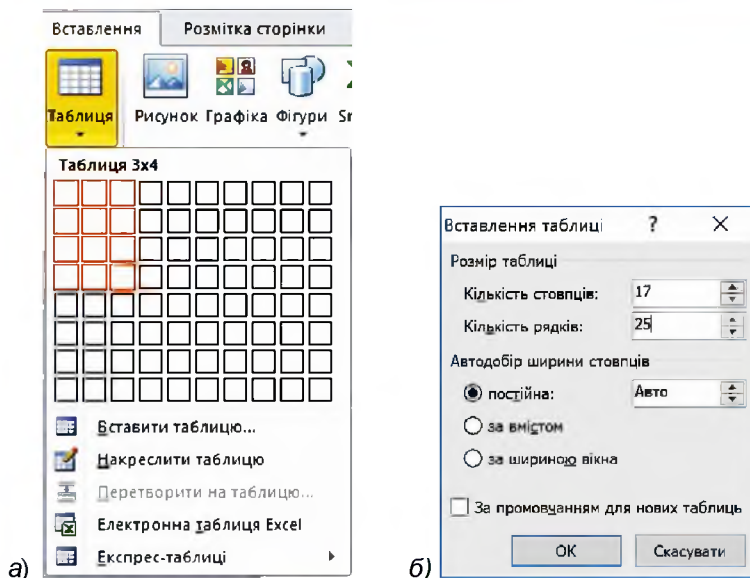 Вставлення Розмітка сторінки
Таблиця Рисунок Графіка Фігури Sr
Таблиця 3x4
Вставити таблицю...
Накреслити таблицю
Перетворити на таблицю...
Електронна таблиця Excel
Експрес-таблиці
а)
Вставлення таблиці ? ×
Розмір таблиці
Кількість стовпців: 17
Кількість рядків: 25
Автодобір ширини стовпців
постійна: Авто
за вмістом
за шириною вікна
За промовчанням для нових таблиць
ОК Скасувати
б)